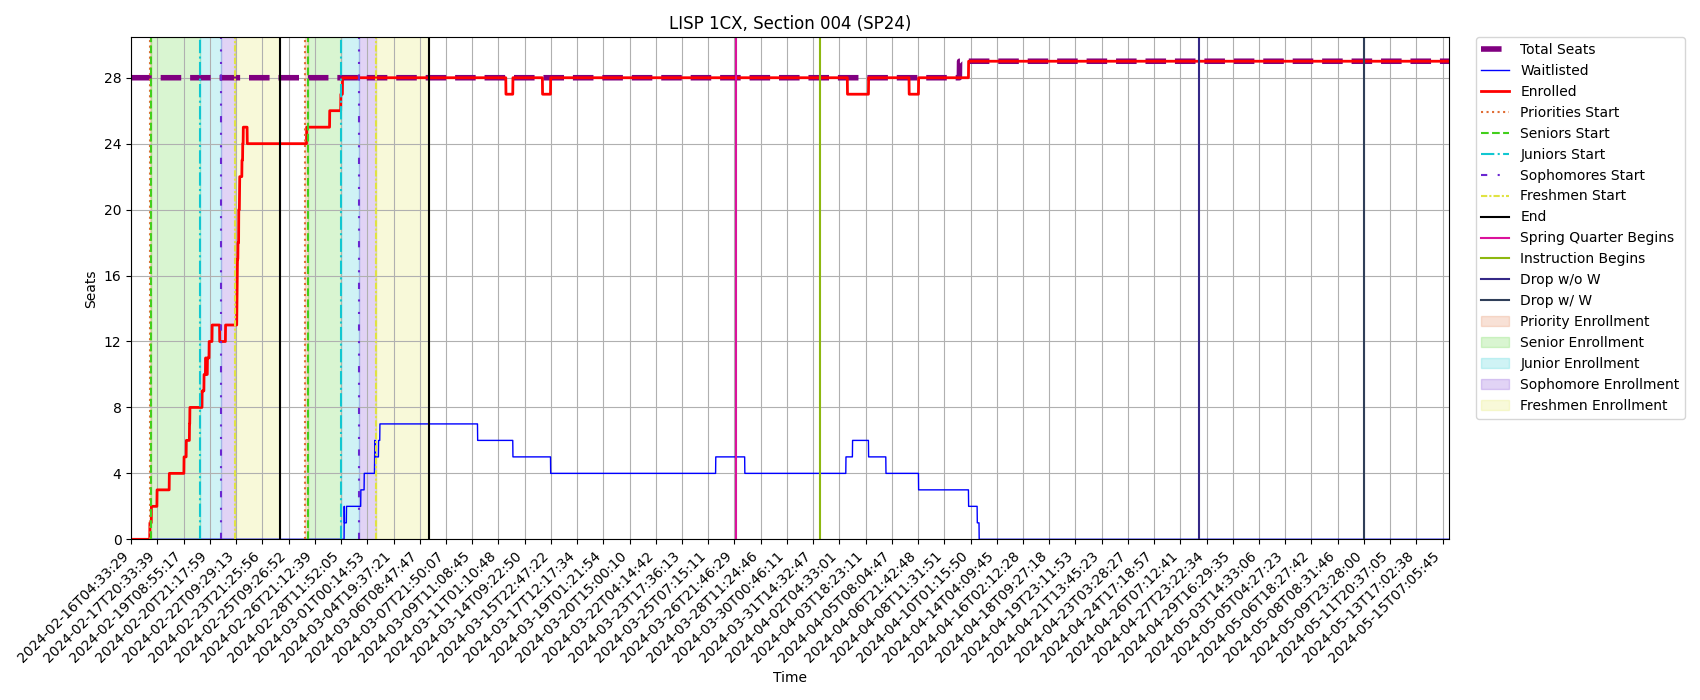 LISP 1CX, Section 004 (SP24)
Seats
28
24
20
16
12
8
4
0
2024-02-16T04:33:29
2024-02-17T20:33:39
2024-02-19T08:55:17
2024-02-20T21:17:59
2024-02-22T09:29:13
2024-02-23T21:25:56
2024-02-25T09:26:52
2024-02-26T21:12:39
2024-02-28T11:52:05
2024-03-01T00:14:53
2024-03-04T19:37:21
2024-03-06T08:47:47
2024-03-07T21:50:07
2024-03-09T11:08:45
2024-03-11T01:10:48
2024-03-14T09:22:50
2024-03-15T22:47:22
2024-03-17T12:17:34
2024-03-19T01:21:54
2024-03-20T15:00:10
2024-03-22T04:14:42
2024-03-23T17:36:13
2024-03-25T07:15:11
2024-03-26T21:46:29
2024-03-28T11:24:46
2024-03-30T00:46:11
2024-03-31T14:32:47
2024-04-02T04:33:01
2024-04-03T18:23:11
2024-04-05T08:04:47
2024-04-06T21:42:48
2024-04-08T11:31:51
2024-04-10T01:15:50
2024-04-14T04:09:45
2024-04-16T02:12:28
2024-04-18T09:27:18
2024-04-19T23:11:53
2024-04-21T13:45:23
2024-04-23T03:28:27
2024-04-24T17:18:57
2024-04-26T07:12:41
2024-04-27T23:22:34
2024-04-29T16:29:35
2024-05-03T14:33:06
2024-05-05T04:27:23
2024-05-06T18:27:42
2024-05-08T08:31:46
2024-05-09T23:28:00
2024-05-11T20:37:05
2024-05-13T17:02:38
2024-05-15T07:05:45
Time
Total Seats
Waitlisted
Enrolled
Priorities Start
Seniors Start
Juniors Start
Sophomores Start
Freshmen Start
End
Spring Quarter Begins
Instruction Begins
Drop w/o W
Drop w/ W
Priority Enrollment
Senior Enrollment
Junior Enrollment
Sophomore Enrollment
Freshmen Enrollment